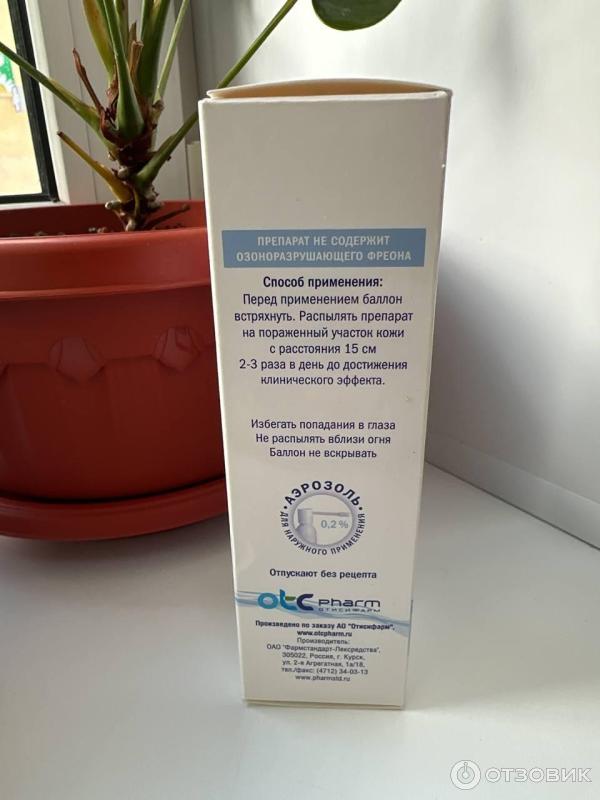 ПРЕПАРАТ НЕ СОДЕРЖИТ
ОЗОНОРАЗРУШАЮЩЕГО ФРЕОНА
Способ применения:
Перед применением баллон
встряхнуть. Распылять препарат
на пораженный участок кожи
с расстояния 15 см
2-3 раза в день до достижения
клинического эффекта.
Избегать попадания в глаза
Не распылять вблизи огня
Баллон не вскрывать
• АЭРОЗОЛЬ •
ДЛЯ НАРУЖНОГО ПРИМЕНЕНИЯ
0,2 %
Отпускают без рецепта
otc pharm
ОТИСИФАРМ
Произведено по заказу АО "Отисифарм",
www.otcpharm.ru
Производитель:
ОАО "Фармстандарт-Лексредства",
305022, Россия, г. Курск,
ул. 2-я Агрегатная, 1а/18,
тел./факс: (4712) 34-03-13
www.pharmstd.ru
ОТЗОВИК